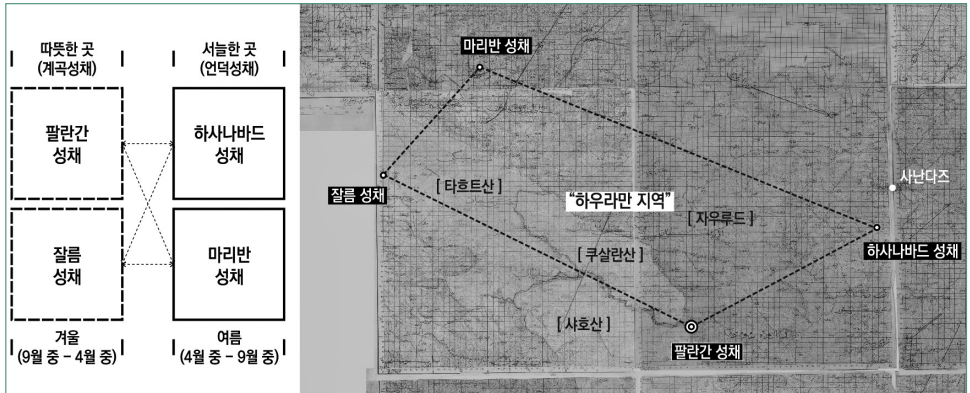 따뜻한 곳
(계곡성채)
서늘한 곳
(언덕성채)
팔란간
성채
하사나바드
성채
잘름
성채
마리반
성채
겨울
(9월 중 – 4월 중)
여름
(4월 중 – 9월 중)
마리반 성채
잘름 성채
[ 타흐트산 ]
“하우라만 지역”
[ 자우루드 ]
사난다즈
하사나바드 성채
[ 쿠살란산 ]
[ 샤호산 ]
팔란간 성채